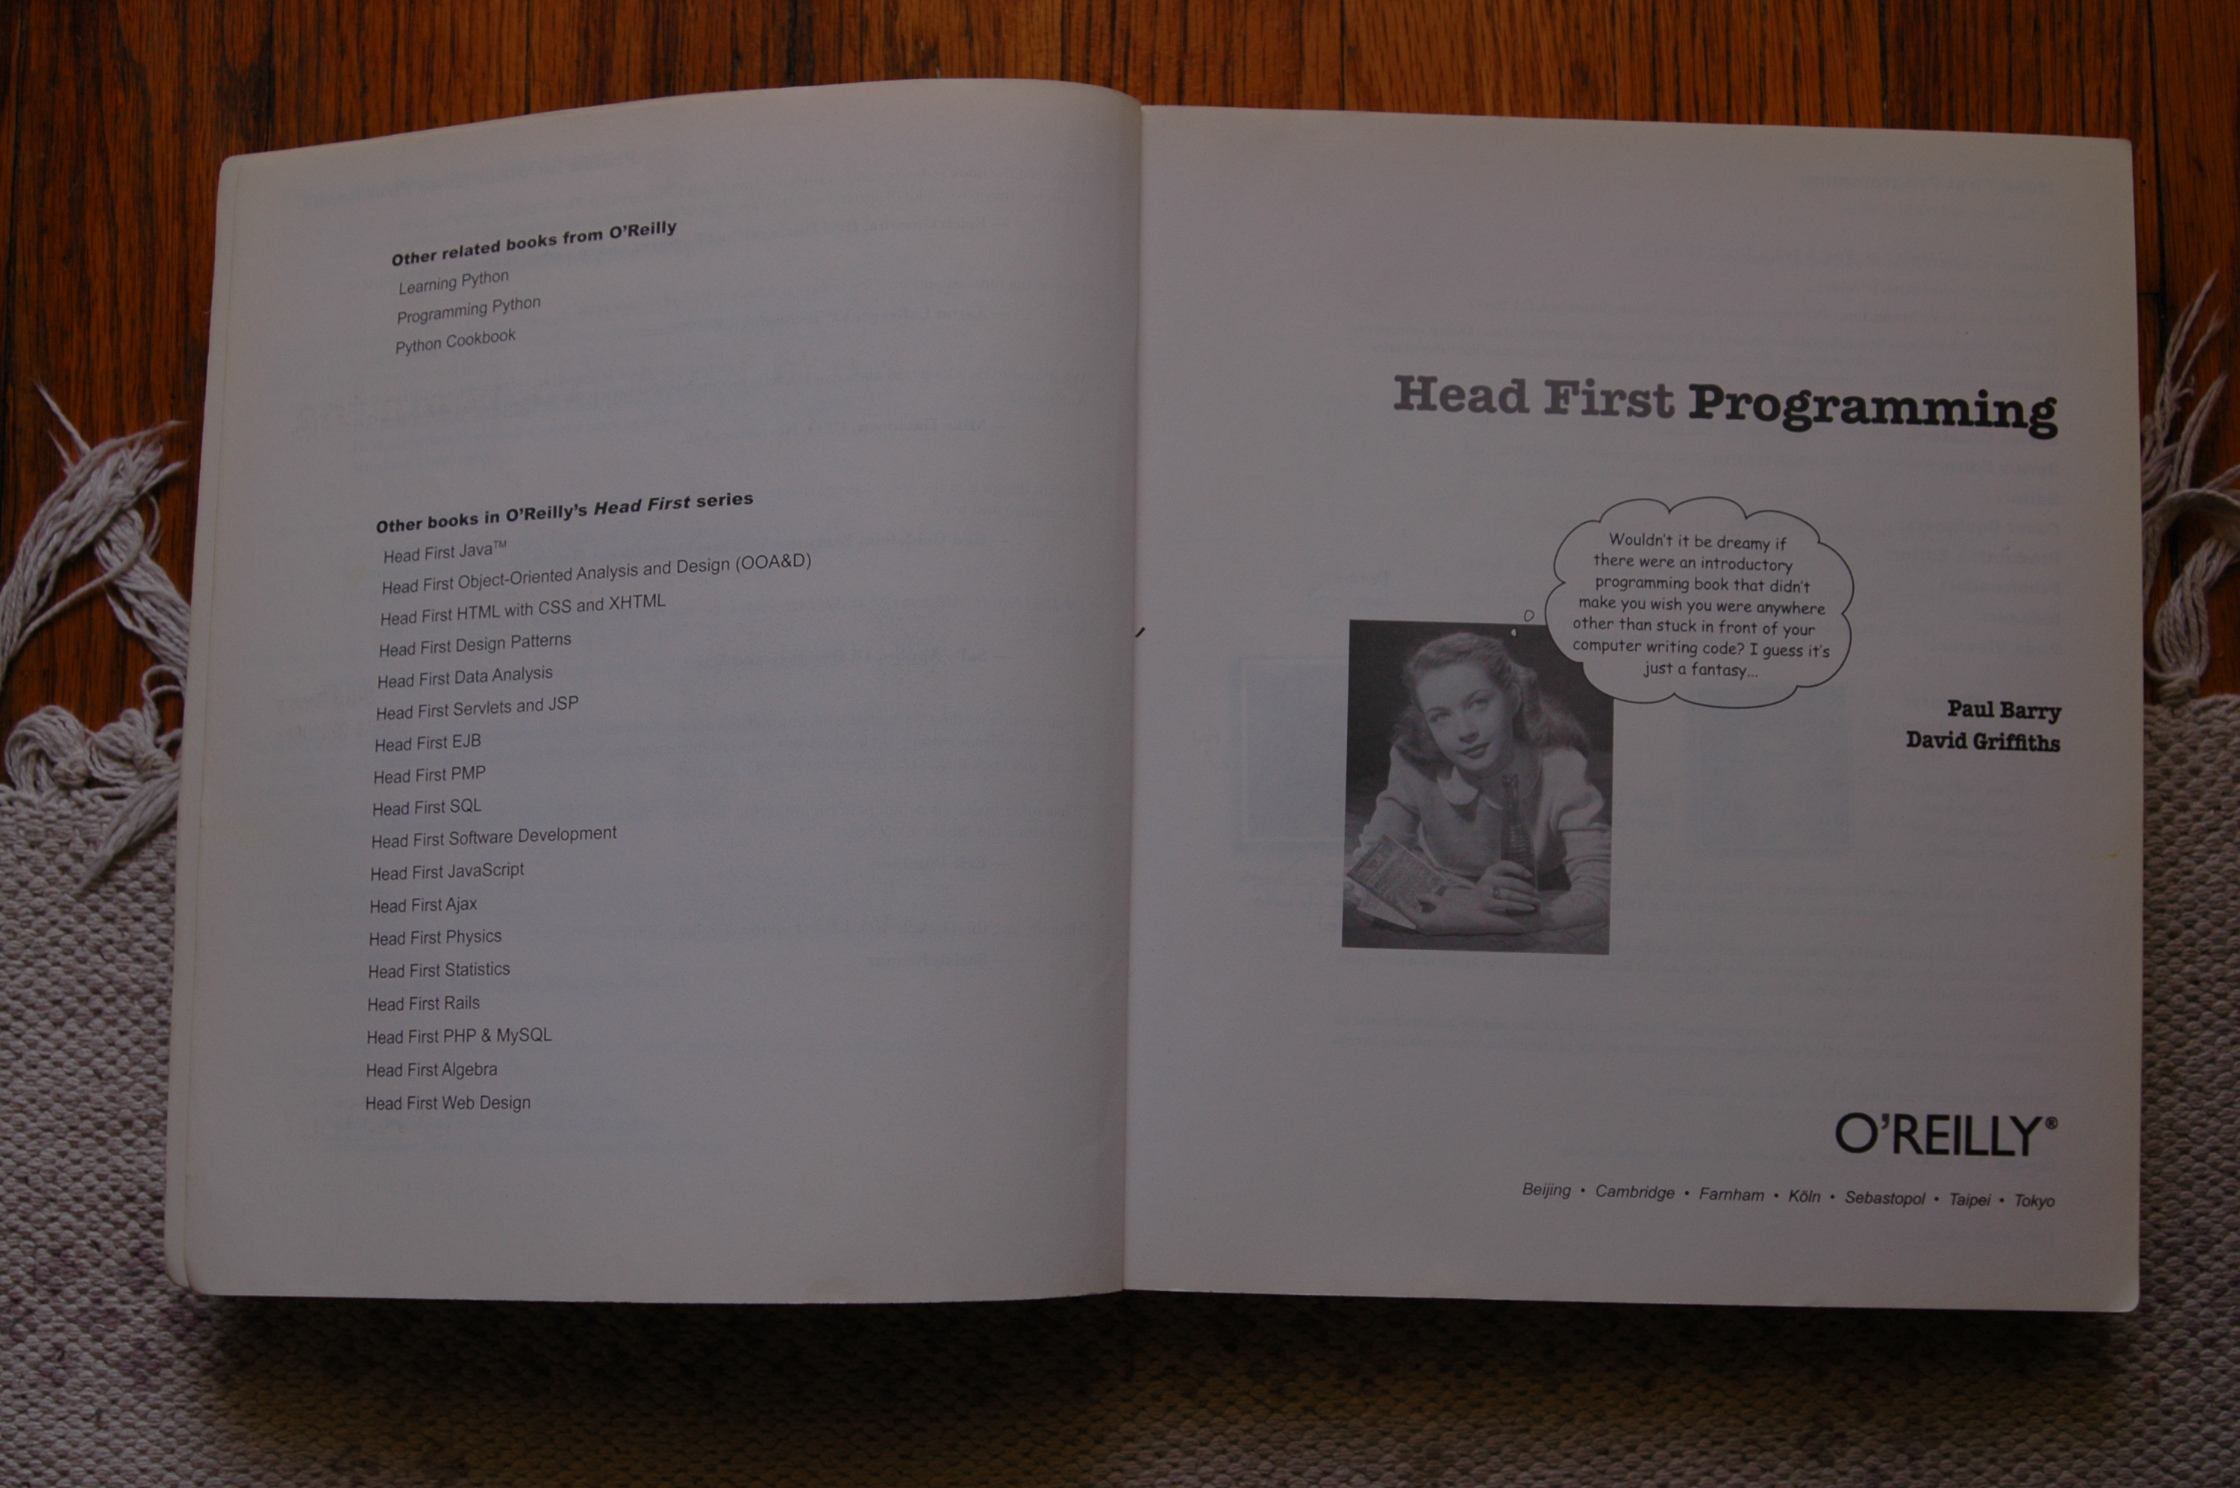 Other related books from O'Reilly
Learning Python
Programming Python
Python Cookbook
Other books in O'Reilly's Head First series
Head First Java™
Head First Object-Oriented Analysis and Design (OOA&D)
Head First HTML with CSS and XHTML
Head First Design Patterns
Head First Data Analysis
Head First Servlets and JSP
Head First EJB
Head First PMP
Head First SQL
Head First Software Development
Head First JavaScript
Head First Ajax
Head First Physics
Head First Statistics
Head First Rails
Head First PHP & MySQL
Head First Algebra
Head First Web Design
Head First Programming
Wouldn't it be dreamy if
there were an introductory
programming book that didn't
make you wish you were anywhere
other than stuck in front of your
computer writing code? I guess it's
just a fantasy...
Paul Barry
David Griffiths
O'REILLY®
Beijing • Cambridge • Farnham • Köln • Sebastopol • Taipei • Tokyo